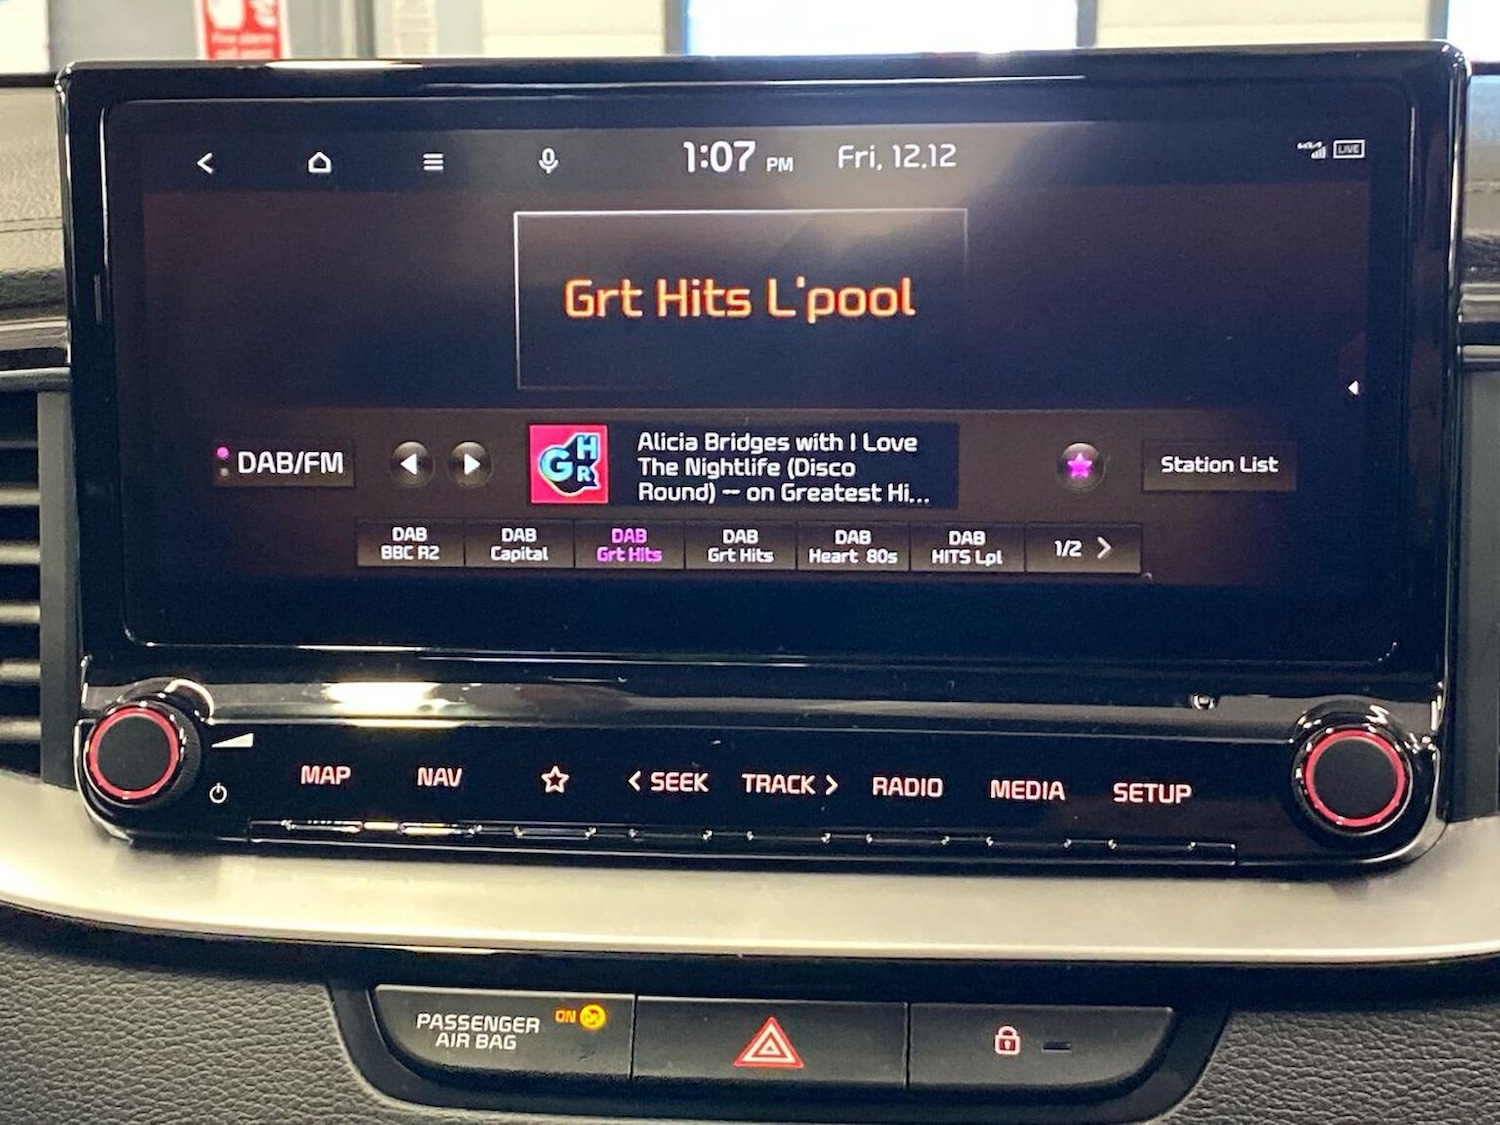 1:07 PM Fri, 12.12
LIVE
Grt Hits L'pool
DAB/FM
GHR
Alicia Bridges with I Love
The Nightlife (Disco
Round) -- on Greatest Hi...
Station List
DAB
BBC R2
DAB
Capital
DAB
Grt Hits
DAB
Grt Hits
DAB
Heart 80s
DAB
HITS Lpl
1/2
MAP NAV < SEEK TRACK > RADIO MEDIA SETUP
PASSENGER
AIR BAG
ON